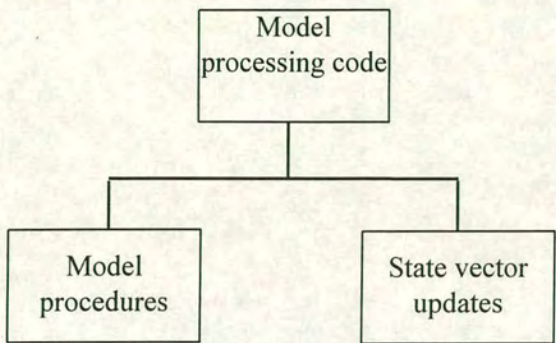 Model
processing code
Model
procedures
State vector
updates